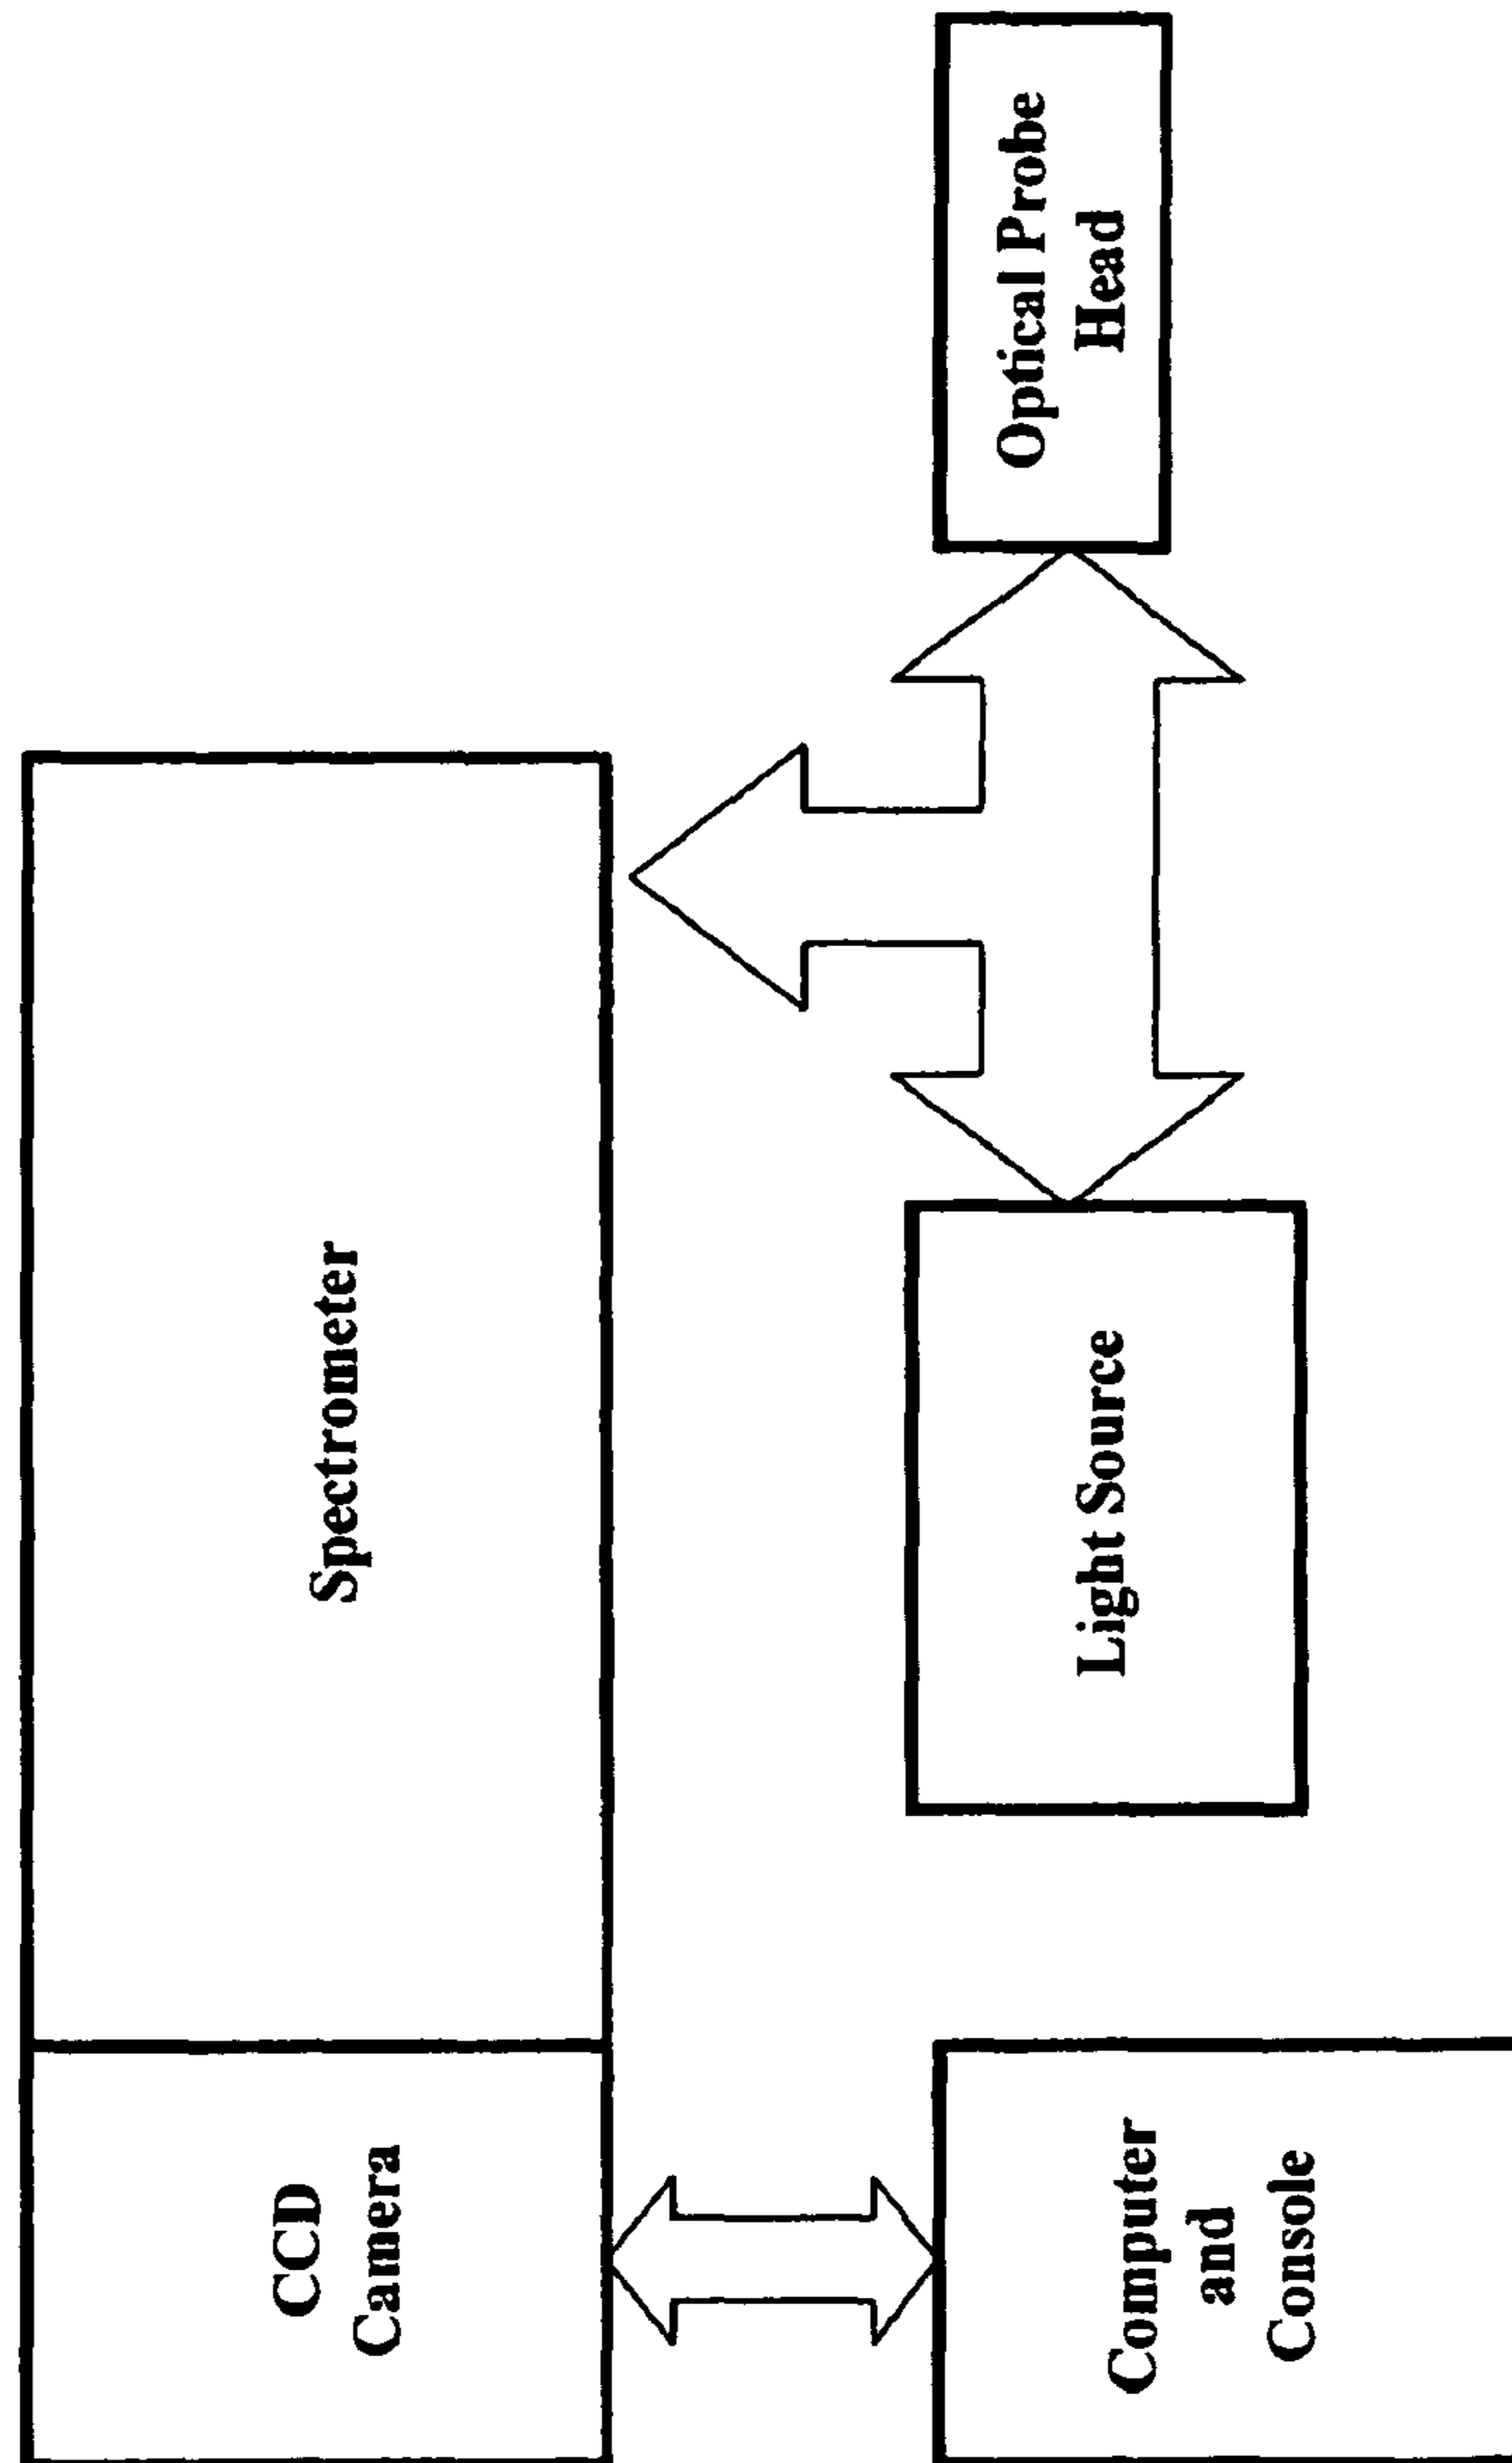 CCD
Camera
Spectrometer
Computer
and
Console
Light Source
Optical Probe
Head